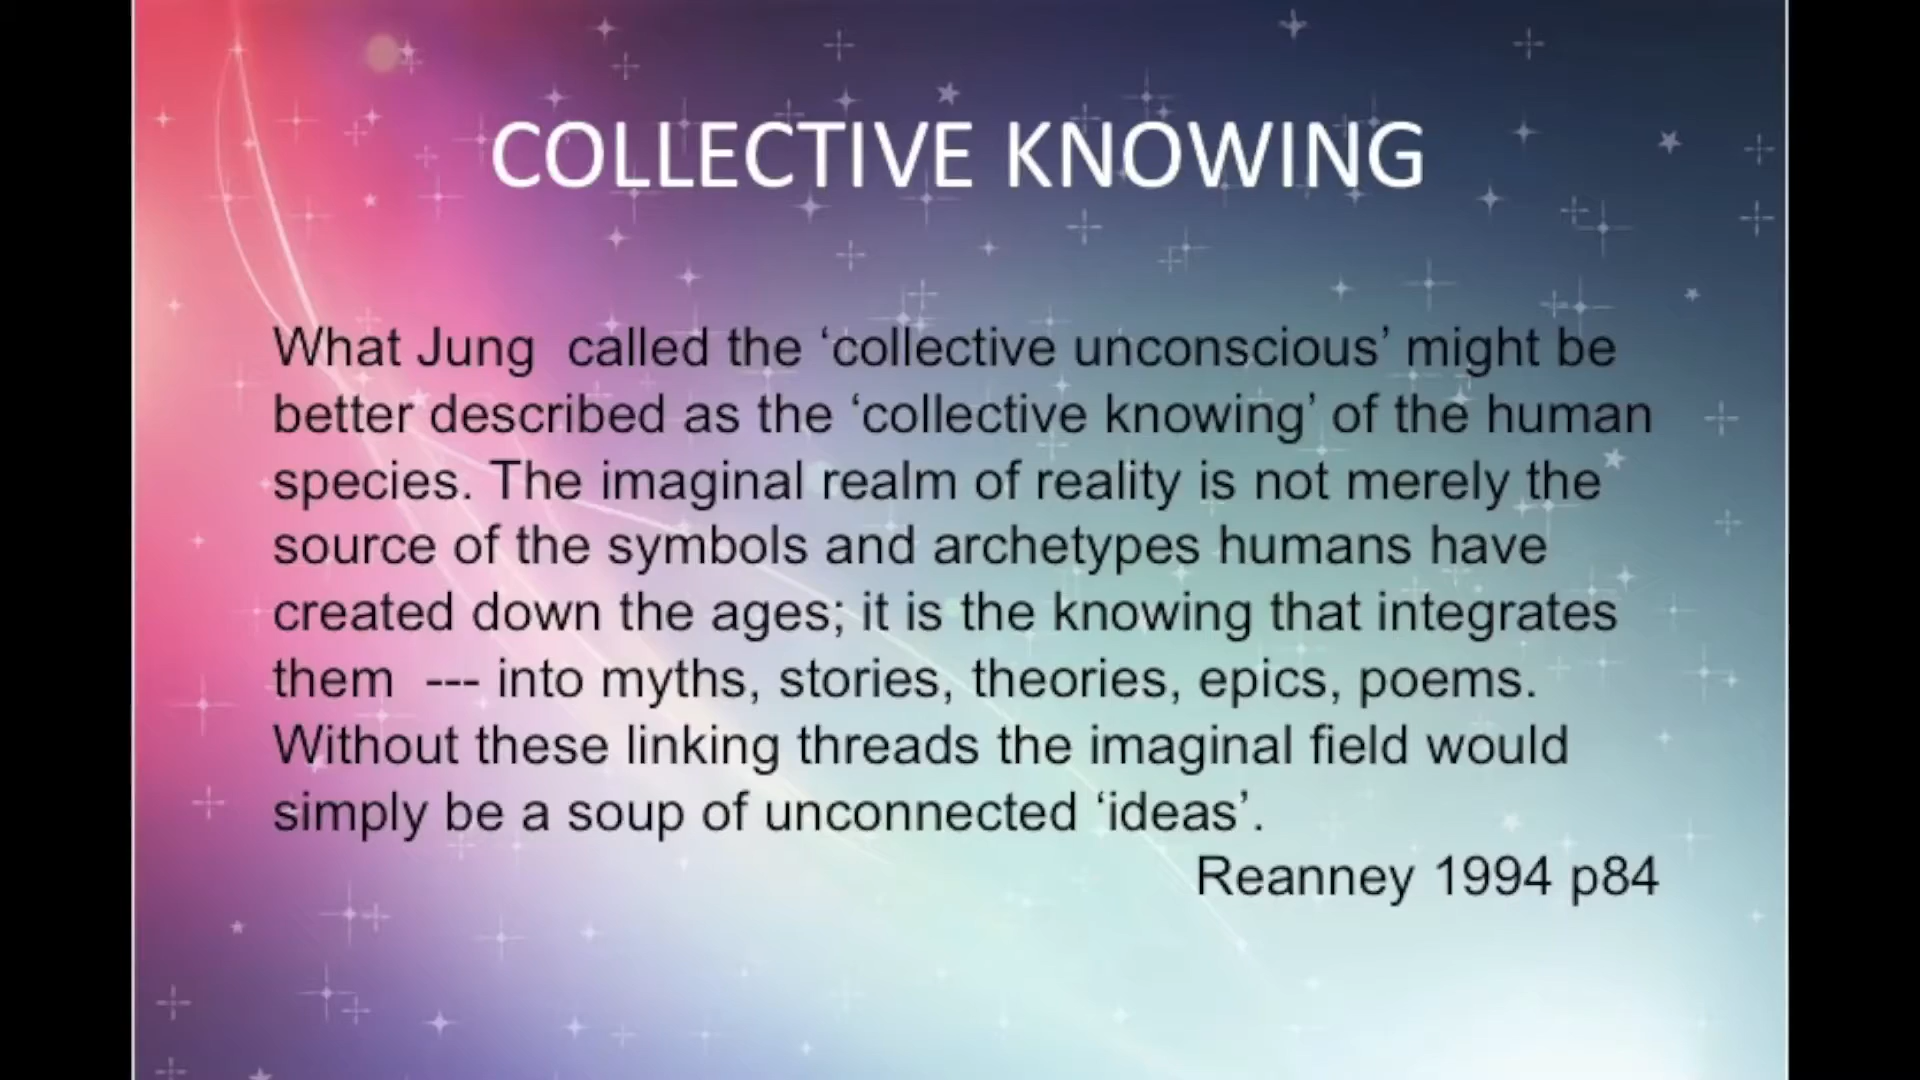 COLLECTIVE KNOWING
What Jung  called the ‘collective unconscious’ might be
better described as the ‘collective knowing’ of the human
species. The imaginal realm of reality is not merely the
source of the symbols and archetypes humans have
created down the ages; it is the knowing that integrates
them  --- into myths, stories, theories, epics, poems.
Without these linking threads the imaginal field would
simply be a soup of unconnected ‘ideas’.
Reanney 1994 p84